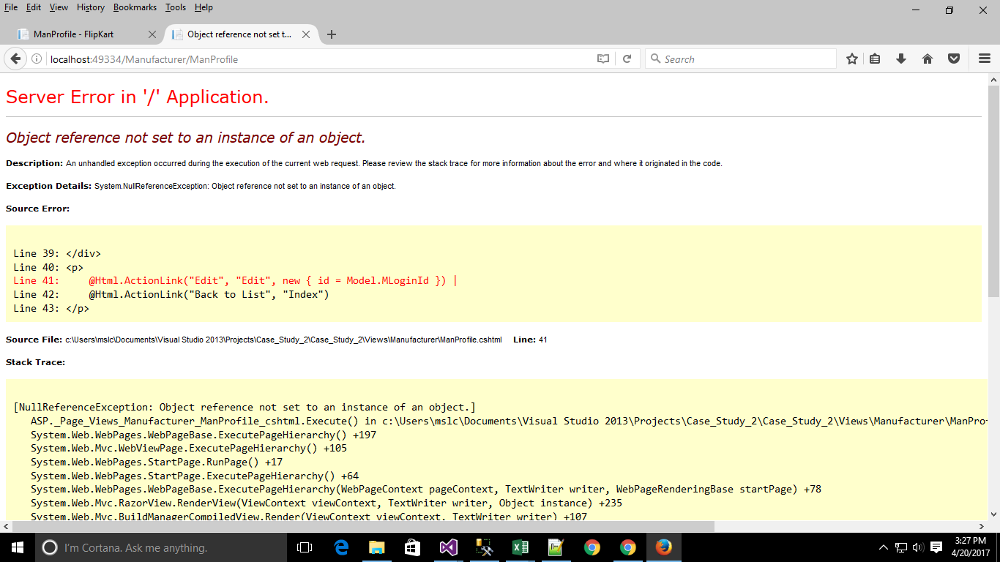 File Edit View History Bookmarks Tools Help
ManProfile - FlipKart
Object reference not set t...
localhost:49334/Manufacturer/ManProfile
Search
Server Error in '/' Application.
Object reference not set to an instance of an object.
Description: An unhandled exception occurred during the execution of the current web request. Please review the stack trace for more information about the error and where it originated in the code.
Exception Details: System.NullReferenceException: Object reference not set to an instance of an object.
Source Error:
Line 39: </div>
Line 40: <p>
Line 41:     @Html.ActionLink("Edit", "Edit", new { id = Model.MLoginId }) |
Line 42:     @Html.ActionLink("Back to List", "Index")
Line 43: </p>
Source File: c:\Users\mslc\Documents\Visual Studio 2013\Projects\Case_Study_2\Case_Study_2\Views\Manufacturer\ManProfile.cshtml    Line: 41
Stack Trace:
[NullReferenceException: Object reference not set to an instance of an object.]
ASP._Page_Views_Manufacturer_ManProfile_cshtml.Execute() in c:\Users\mslc\Documents\Visual Studio 2013\Projects\Case_Study_2\Case_Study_2\Views\Manufacturer\ManPro
System.Web.WebPages.WebPageBase.ExecutePageHierarchy() +197
System.Web.Mvc.WebViewPage.ExecutePageHierarchy() +105
System.Web.WebPages.StartPage.RunPage() +17
System.Web.WebPages.StartPage.ExecutePageHierarchy() +64
System.Web.WebPages.WebPageBase.ExecutePageHierarchy(WebPageContext pageContext, TextWriter writer, WebPageRenderingBase startPage) +78
System.Web.Mvc.RazorView.RenderView(ViewContext viewContext, TextWriter writer, Object instance) +235
System.Web.Mvc.BuildManagerCompiledView.Render(ViewContext viewContext, TextWriter writer) +107
I'm Cortana. Ask me anything.
3:27 PM
4/20/2017